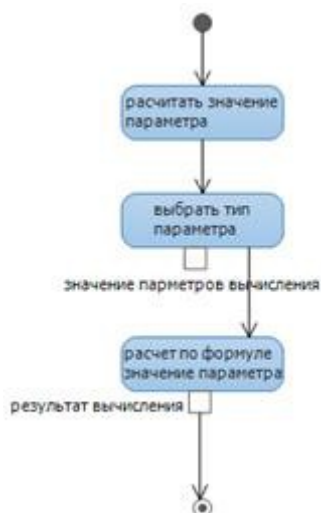 расчитать значение
параметра
выбрать тип
параметра
значение парметров вычисления
расчет по формуле
значение параметра
результат вычисления